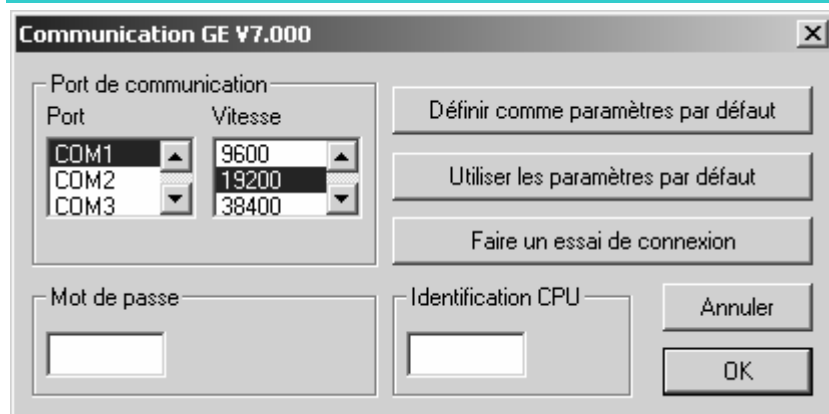 Communication GE V7.000
Port de communication
Port Vitesse
COM1 9600
COM2 19200
COM3 38400
Définir comme paramètres par défaut
Utiliser les paramètres par défaut
Faire un essai de connexion
Mot de passe
Identification CPU
Annuler
OK